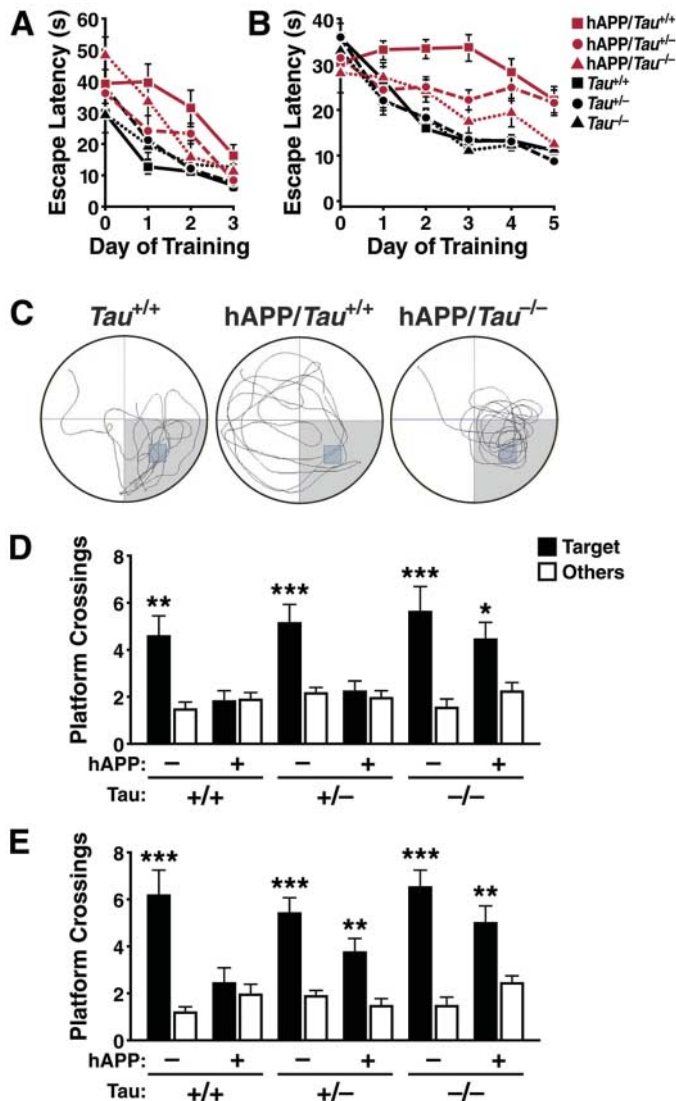 A
Escape Latency (s)
60
50
40
30
20
10
0
0 1 2 3
Day of Training
B
Escape Latency (s)
40
30
20
10
0
0 1 2 3 4 5
Day of Training
hAPP/Tau+/+
hAPP/Tau+/–
hAPP/Tau–/–
Tau+/+
Tau+/–
Tau–/–
C
Tau+/+ hAPP/Tau+/+ hAPP/Tau–/–
D
Target
Others
Platform Crossings
8
6
4
2
0
** *** *** *
hAPP: – + – + – +
Tau: +/+ +/– –/–
E
Platform Crossings
8
6
4
2
0
*** *** ** *** **
hAPP: – + – + – +
Tau: +/+ +/– –/–